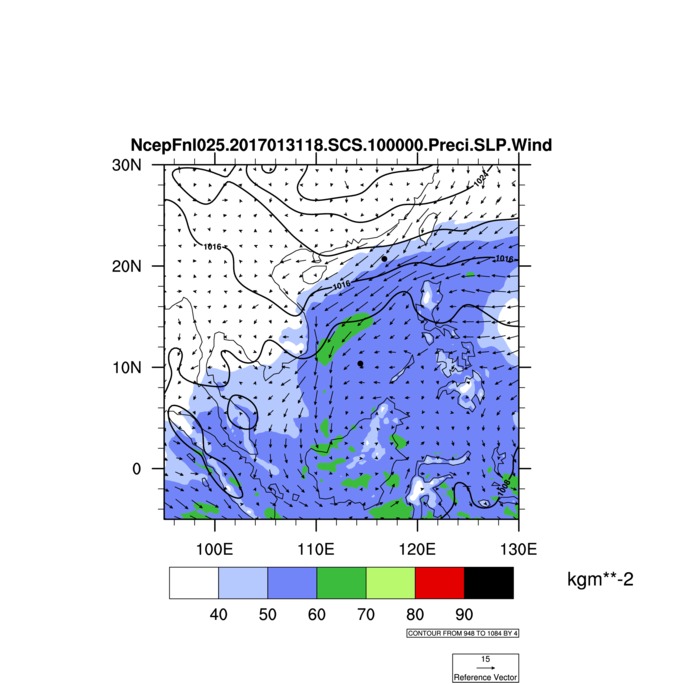 NcepFnl025.2017013118.SCS.100000.Preci.SLP.Wind
30N
1024
1016
20N
1016
1016
10N
0
1008
100E
110E
120E
130E
kgm**-2
40 50 60 70 80 90
CONTOUR FROM 948 TO 1084 BY 4
15
Reference Vector